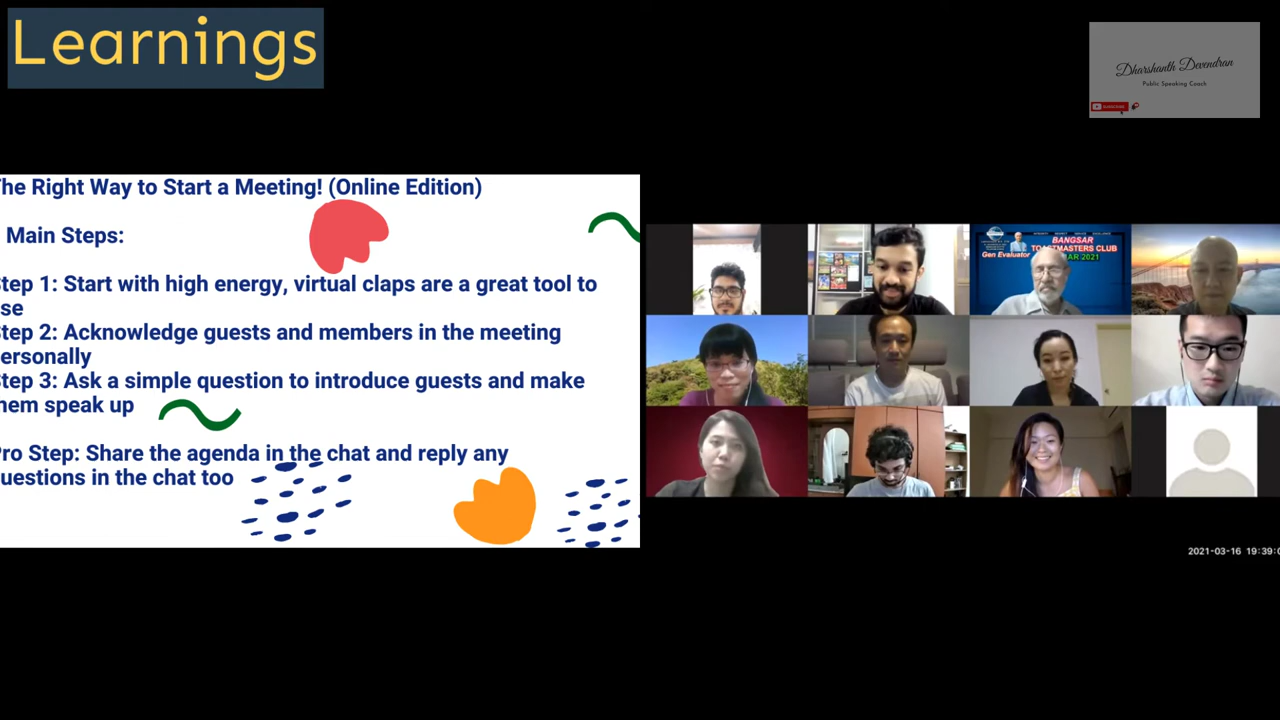 Learnings
Dharshanth Devendran
Public Speaking Coach
SUBSCRIBE
he Right Way to Start a Meeting! (Online Edition)
Main Steps:
tep 1: Start with high energy, virtual claps are a great tool to
se
tep 2: Acknowledge guests and members in the meeting
ersonally
tep 3: Ask a simple question to introduce guests and make
hem speak up
ro Step: Share the agenda in the chat and reply any
uestions in the chat too
BANGSAR
TOASTMASTERS CLUB
Gen Evaluator
MAR 2021
2021-03-16 19:39:0